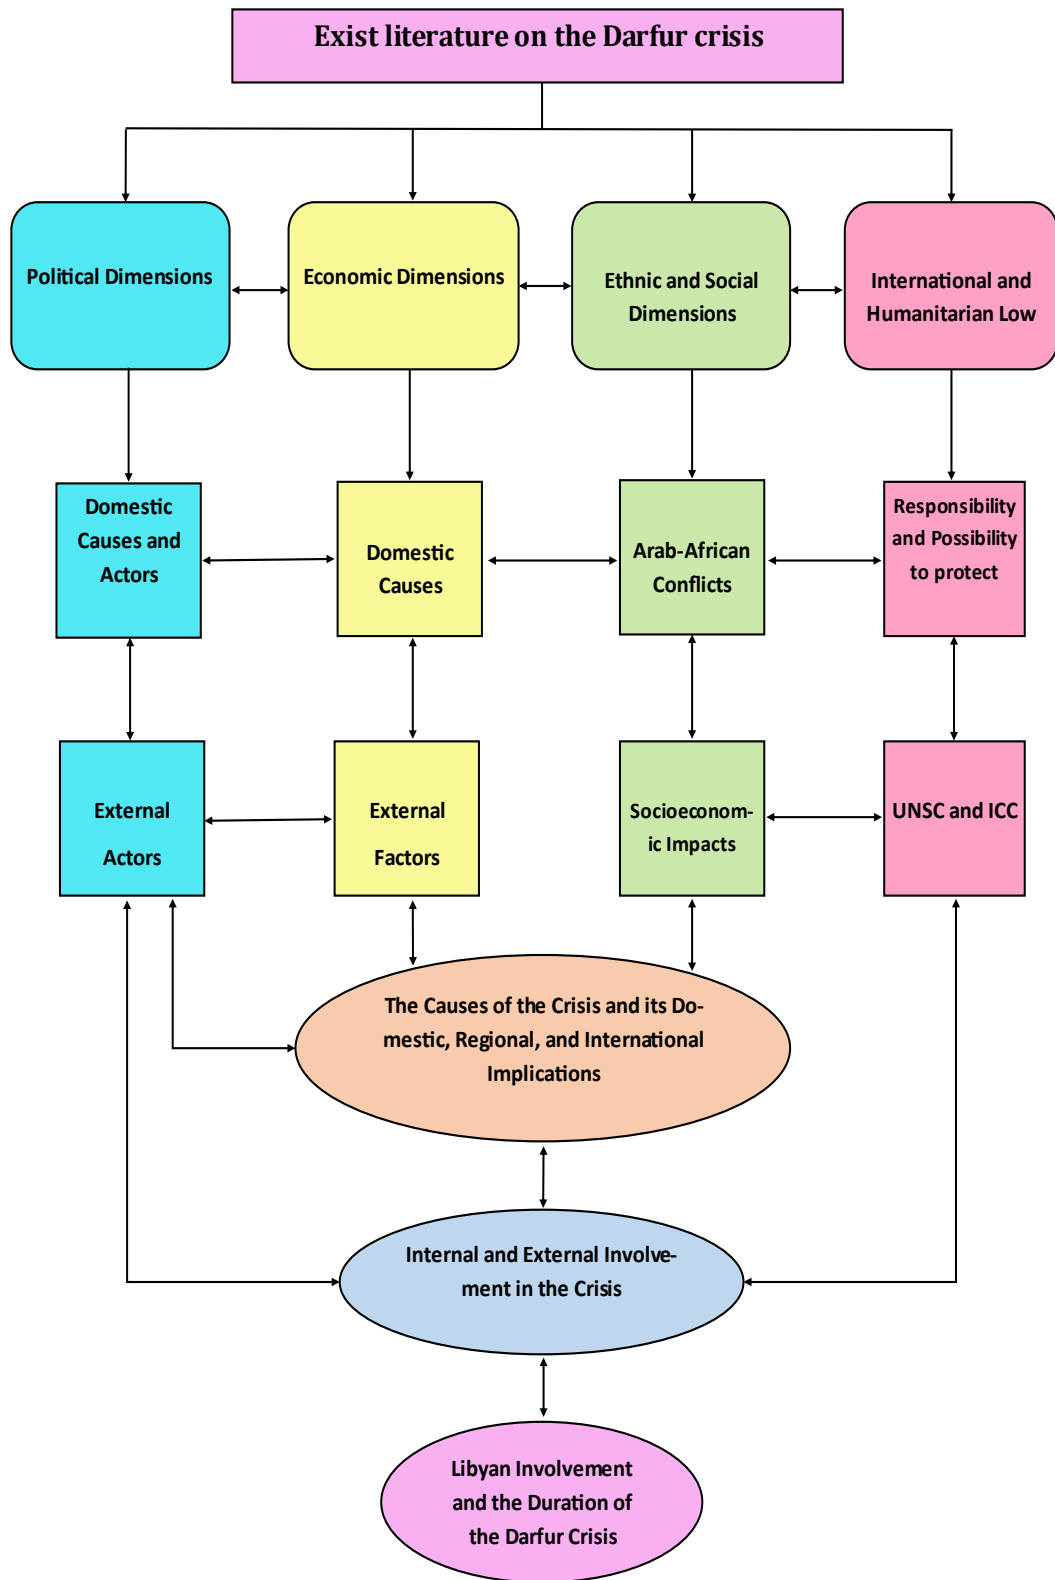 Exist literature on the Darfur crisis
Political Dimensions
Economic Dimensions
Ethnic and Social
Dimensions
International and
Humanitarian Low
Domestic
Causes and
Actors
Domestic
Causes
Arab-African
Conflicts
Responsibility
and Possibility
to protect
External
Actors
External
Factors
Socioeconom-
ic Impacts
UNSC and ICC
The Causes of the Crisis and its Do-
mestic, Regional, and International
Implications
Internal and External Involve-
ment in the Crisis
Libyan Involvement
and the Duration of
the Darfur Crisis